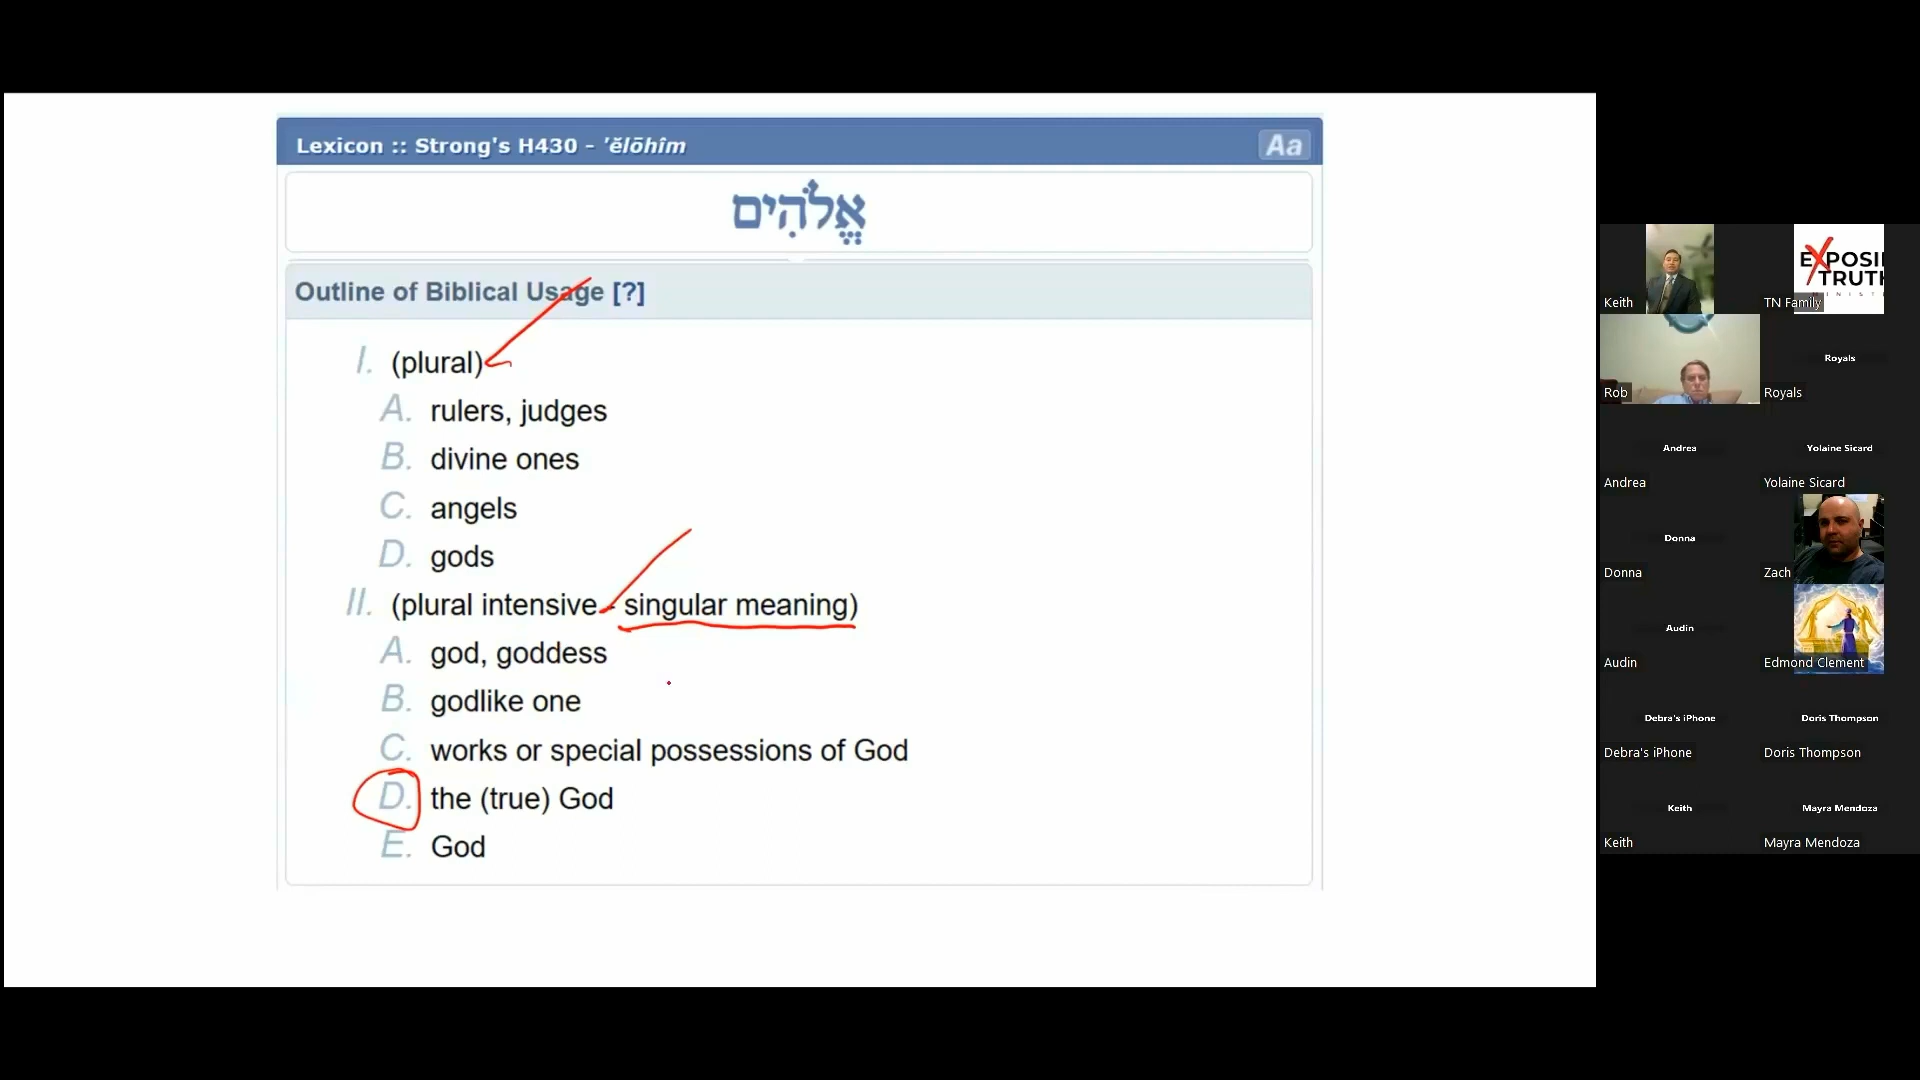 Lexicon :: Strong's H430 - 'ĕlōhîm
Aa
אֱלֹהִים
Outline of Biblical Usage [?]
I. (plural)
A. rulers, judges
B. divine ones
C. angels
D. gods
II. (plural intensive - singular meaning)
A. god, goddess
B. godlike one
C. works or special possessions of God
D. the (true) God
E. God
Keith
EXPOSI
TRUTH
TN Family
Rob
Royals
Royals
Andrea
Andrea
Yolaine Sicard
Yolaine Sicard
Donna
Donna
Zach
Audin
Audin
Edmond Clement
Debra's iPhone
Debra's iPhone
Doris Thompson
Doris Thompson
Keith
Keith
Mayra Mendoza
Mayra Mendoza